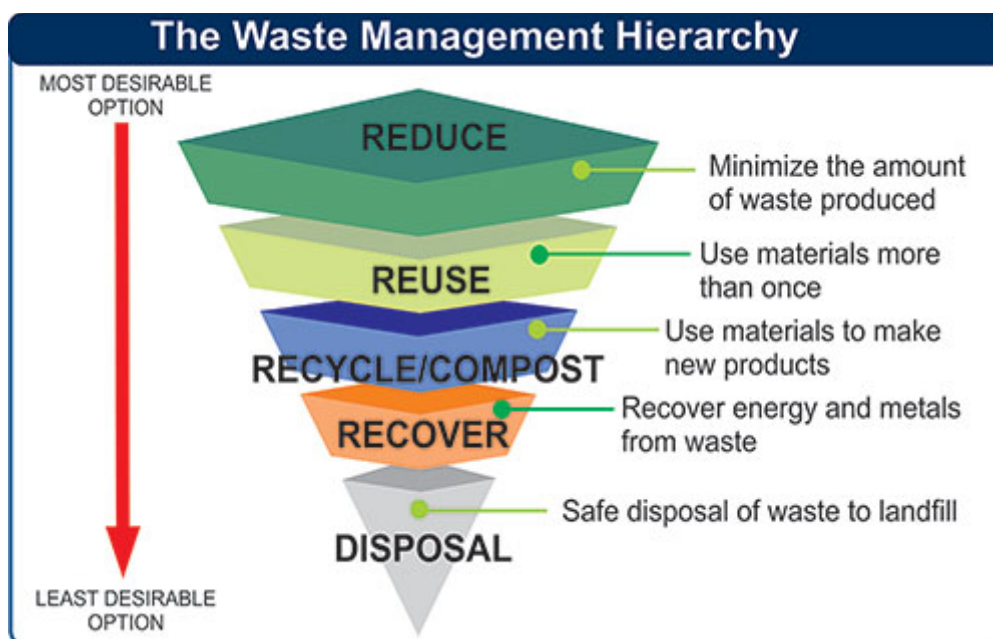 The Waste Management Hierarchy
MOST DESIRABLE
OPTION
REDUCE
Minimize the amount
of waste produced
REUSE
Use materials more
than once
RECYCLE/COMPOST
Use materials to make
new products
RECOVER
Recover energy and metals
from waste
DISPOSAL
Safe disposal of waste to landfill
LEAST DESIRABLE
OPTION